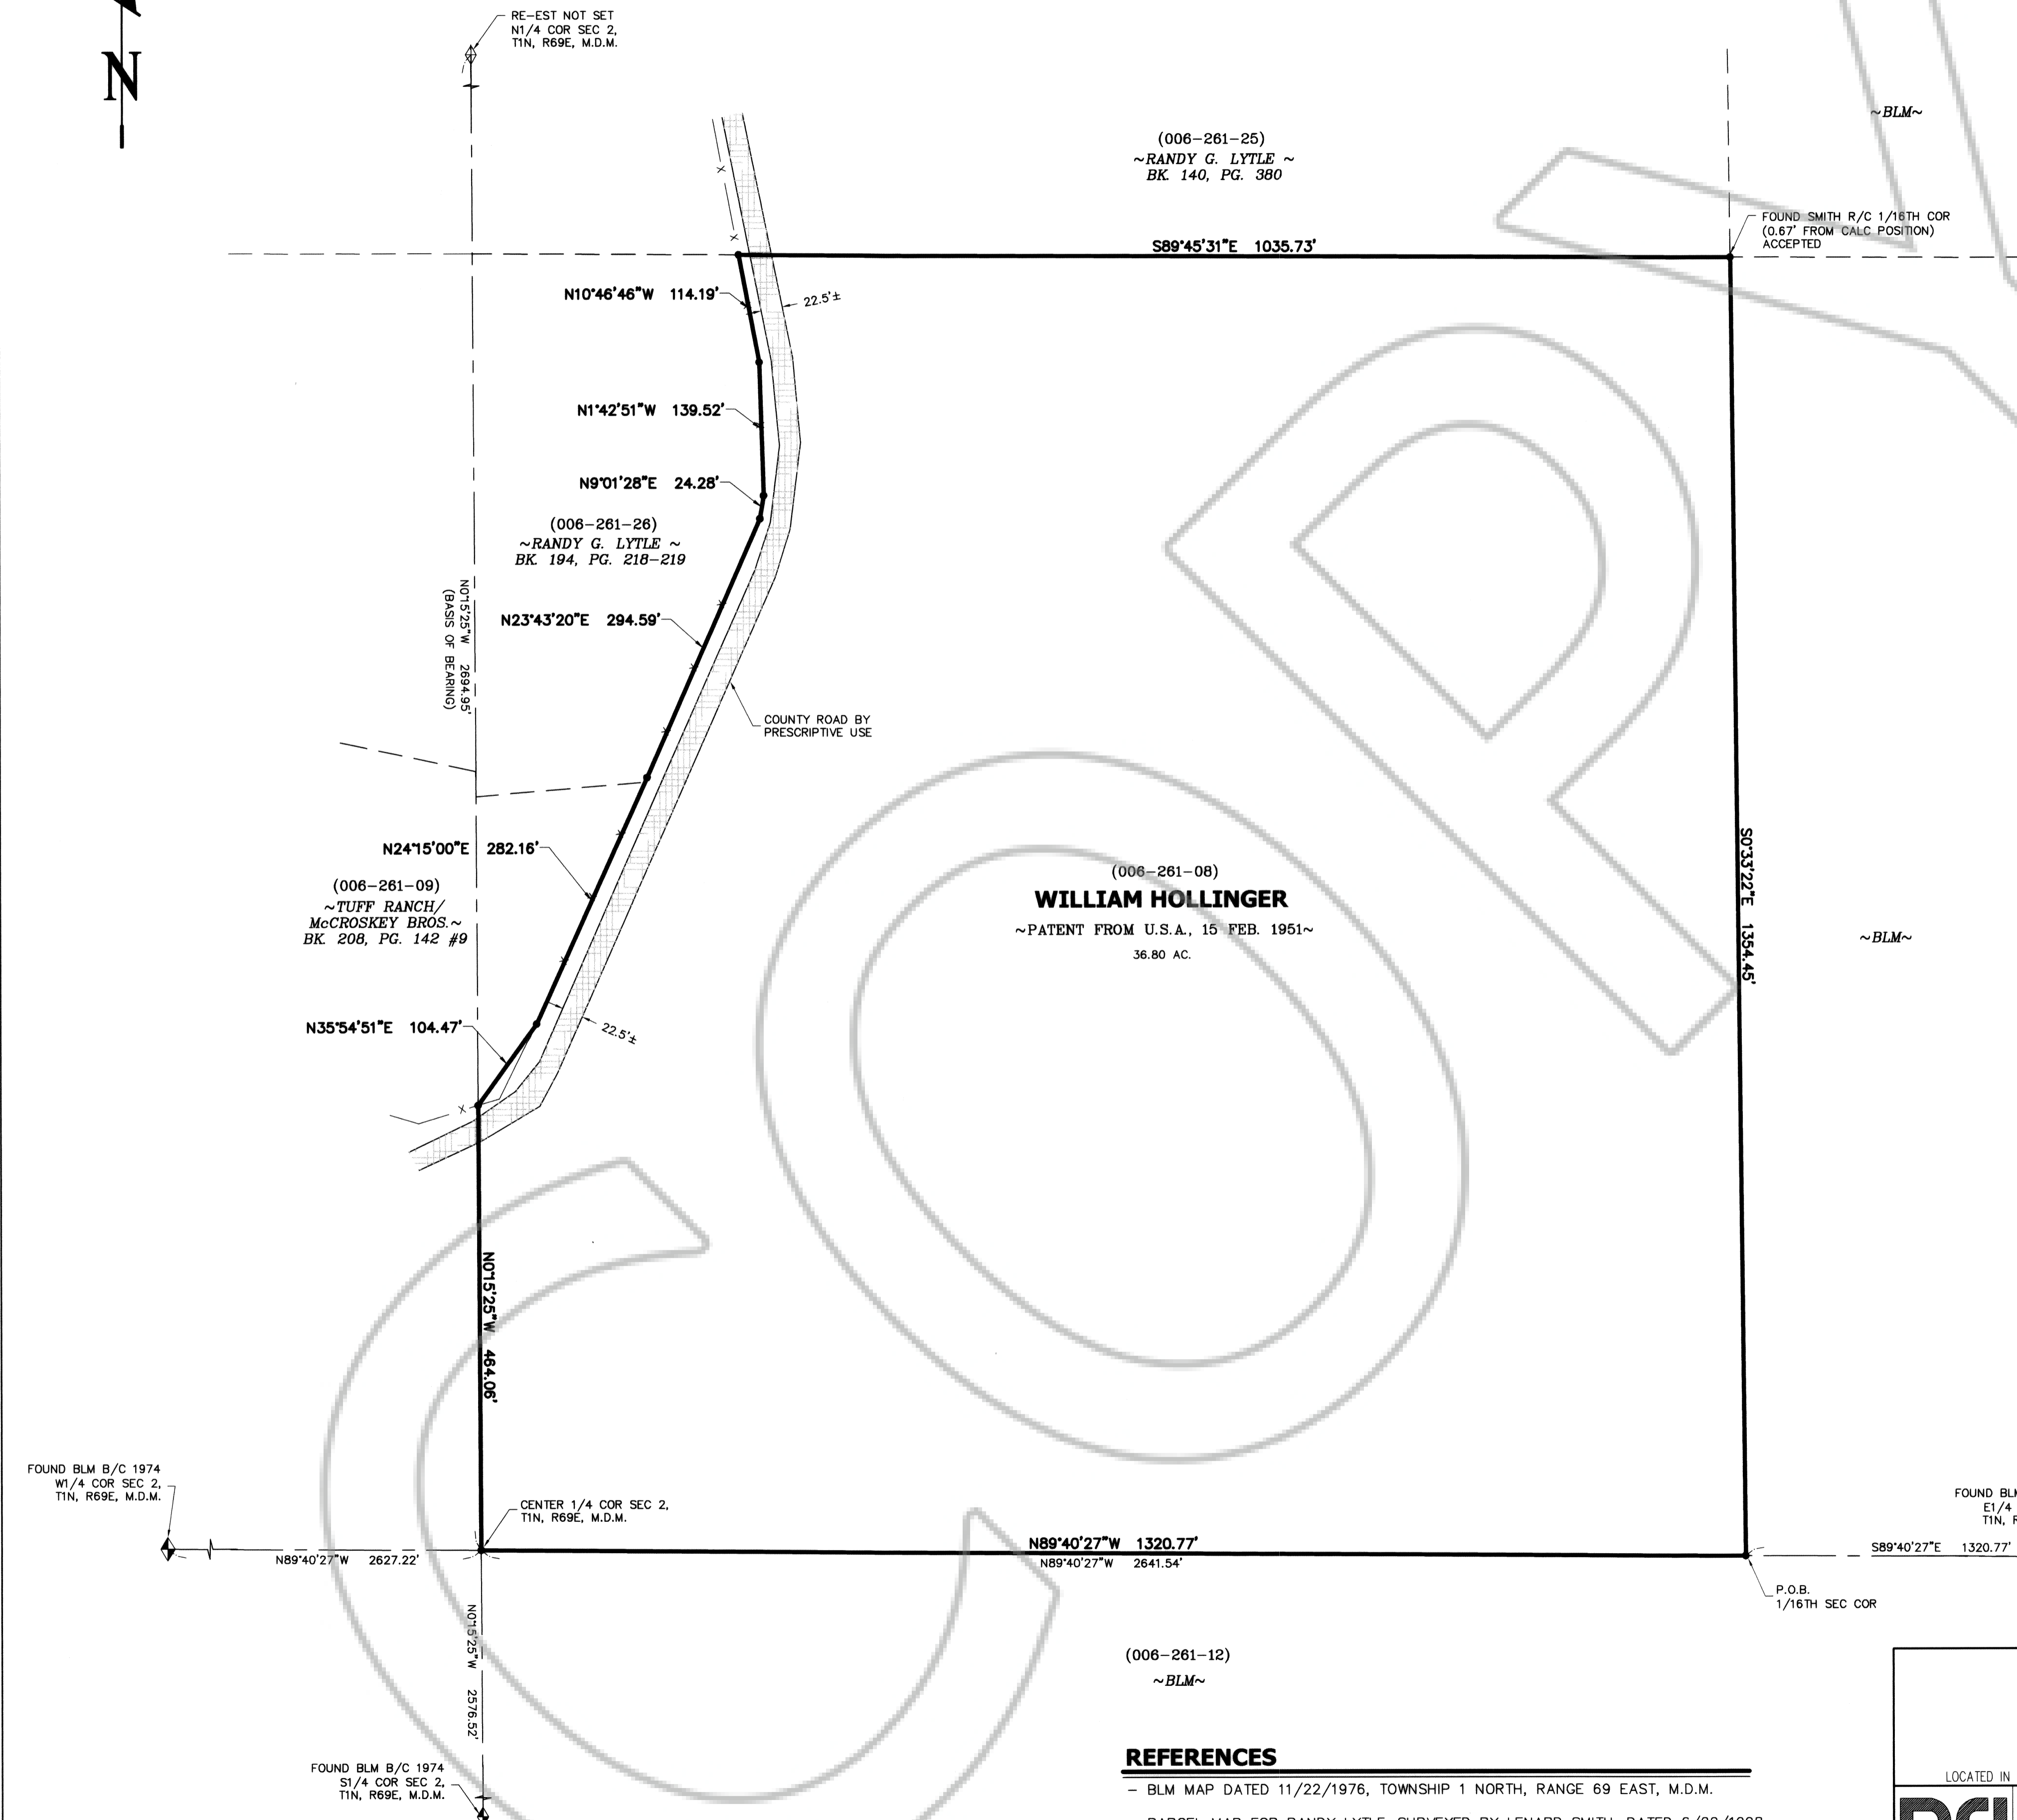 N
RE-EST NOT SET
N1/4 COR SEC 2,
T1N, R69E, M.D.M.
~BLM~
(006-261-25)
~RANDY G. LYTLE ~
BK. 140, PG. 380
FOUND SMITH R/C 1/16TH COR
(0.67' FROM CALC POSITION)
ACCEPTED
S89°45'31"E 1035.73'
N10°46'46"W 114.19'
22.5'±
N1°42'51"W 139.52'
N9°01'28"E 24.28'
(006-261-26)
~RANDY G. LYTLE ~
BK. 194, PG. 218-219
N0°15'25"W 2694.95'
(BASIS OF BEARING)
N23°43'20"E 294.59'
COUNTY ROAD BY
PRESCRIPTIVE USE
N24°15'00"E 282.16'
(006-261-09)
~TUFF RANCH/
McCROSKEY BROS.~
BK. 208, PG. 142 #9
(006-261-08)
WILLIAM HOLLINGER
~PATENT FROM U.S.A., 15 FEB. 1951~
36.80 AC.
S0°33'22"E 1354.45'
~BLM~
N35°54'51"E 104.47'
22.5'±
N0°15'25"W 464.06'
FOUND BLM B/C 1974
W1/4 COR SEC 2,
T1N, R69E, M.D.M.
CENTER 1/4 COR SEC 2,
T1N, R69E, M.D.M.
FOUND BLM
E1/4
T1N, R
N89°40'27"W 2627.22'
N89°40'27"W 1320.77'
N89°40'27"W 2641.54'
S89°40'27"E 1320.77'
P.O.B.
1/16TH SEC COR
N0°15'25"W 2576.52'
(006-261-12)
~BLM~
FOUND BLM B/C 1974
S1/4 COR SEC 2,
T1N, R69E, M.D.M.
REFERENCES
- BLM MAP DATED 11/22/1976, TOWNSHIP 1 NORTH, RANGE 69 EAST, M.D.M.
LOCATED IN
COPY